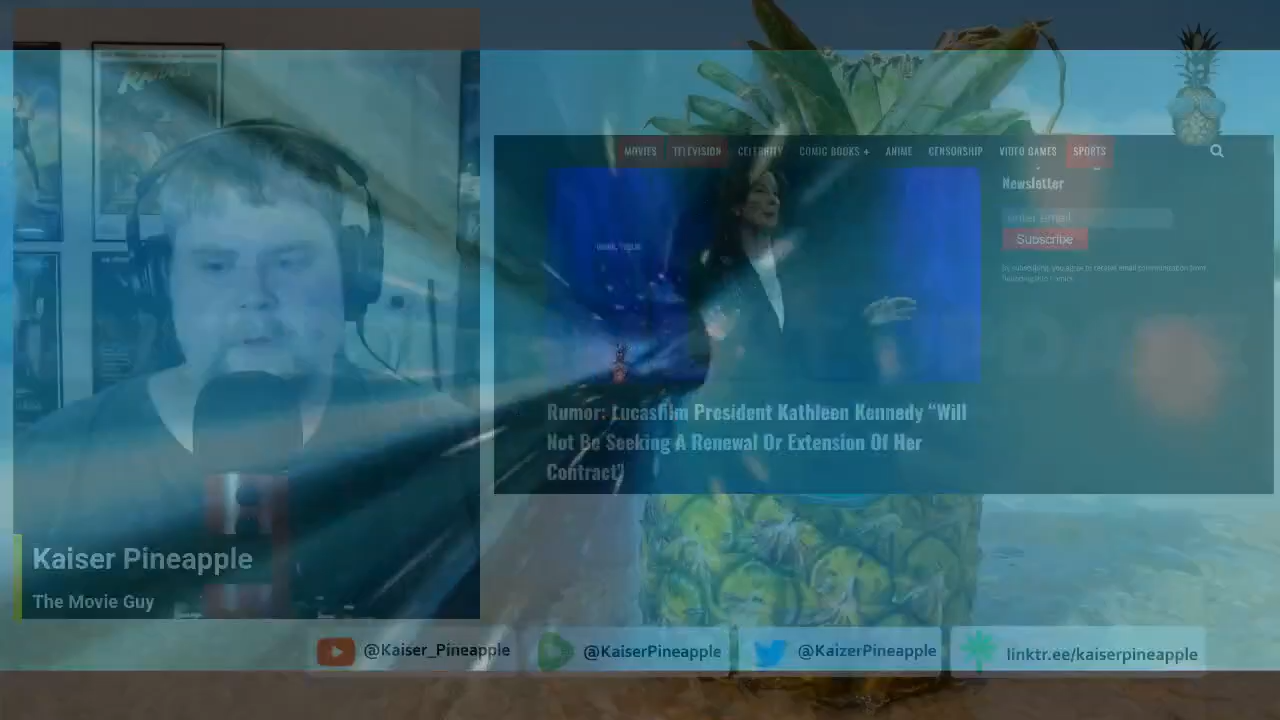 MOVIES TELEVISION CELEBRITY COMIC BOOKS + ANIME CENSORSHIP VIDEO GAMES SPORTS
Newsletter
enter email
Subscribe
Rumor: Lucasfilm President Kathleen Kennedy “Will
Not Be Seeking A Renewal Or Extension Of Her
Contract”
Kaiser Pineapple
The Movie Guy
@Kaiser_Pineapple
@KaiserPineapple
@KaizerPineapple
linktr.ee/kaiserpineapple